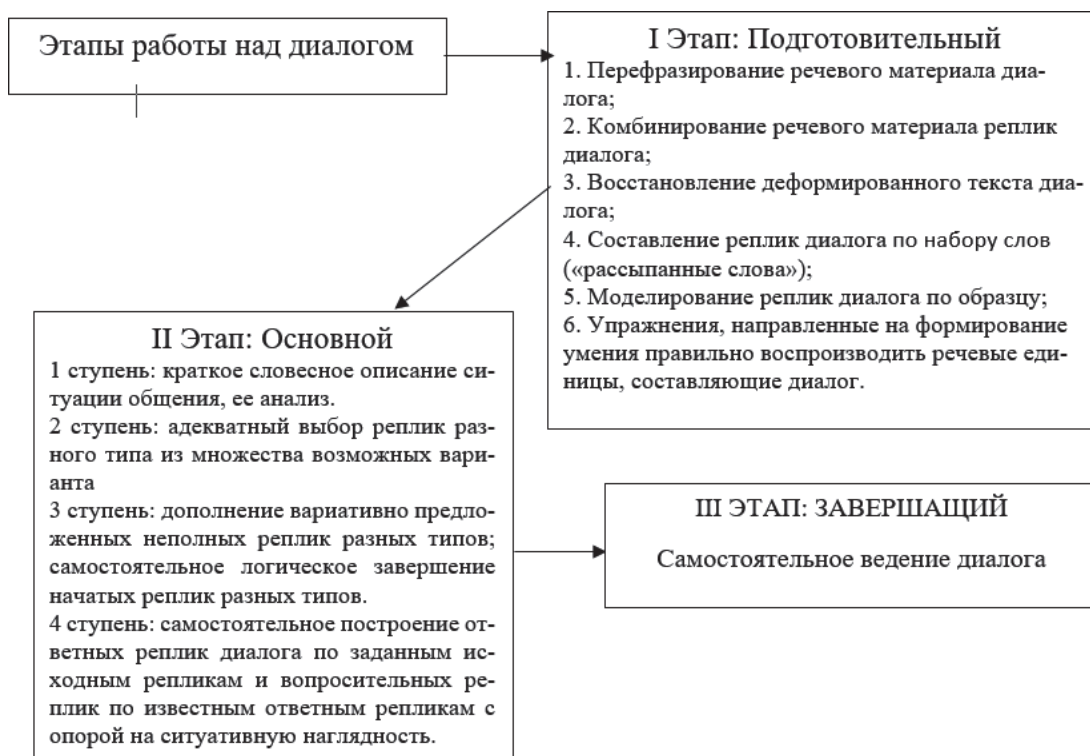 Этапы работы над диалогом
I Этап: Подготовительный
1. Перефразирование речевого материала диа-
лога;
2. Комбинирование речевого материала реплик
диалога;
3. Восстановление деформированного текста диа-
лога;
4. Составление реплик диалога по набору слов
(«рассыпанные слова»);
5. Моделирование реплик диалога по образцу;
6. Упражнения, направленные на формирование
умения правильно воспроизводить речевые еди-
ницы, составляющие диалог.
II Этап: Основной
1 ступень: краткое словесное описание си-
туации общения, ее анализ.
2 ступень: адекватный выбор реплик раз-
ного типа из множества возможных вари-
анта
3 ступень: дополнение вариативно предло-
женных неполных реплик разных типов;
самостоятельное логическое завершение
начатых реплик разных типов.
4 ступень: самостоятельное построение от-
ветных реплик диалога по заданным ис-
ходным репликам и вопросительных ре-
плик по известным ответным репликам с
опорой на ситуативную наглядность.
III ЭТАП: ЗАВЕРШАЩИЙ
Самостоятельное ведение диалога